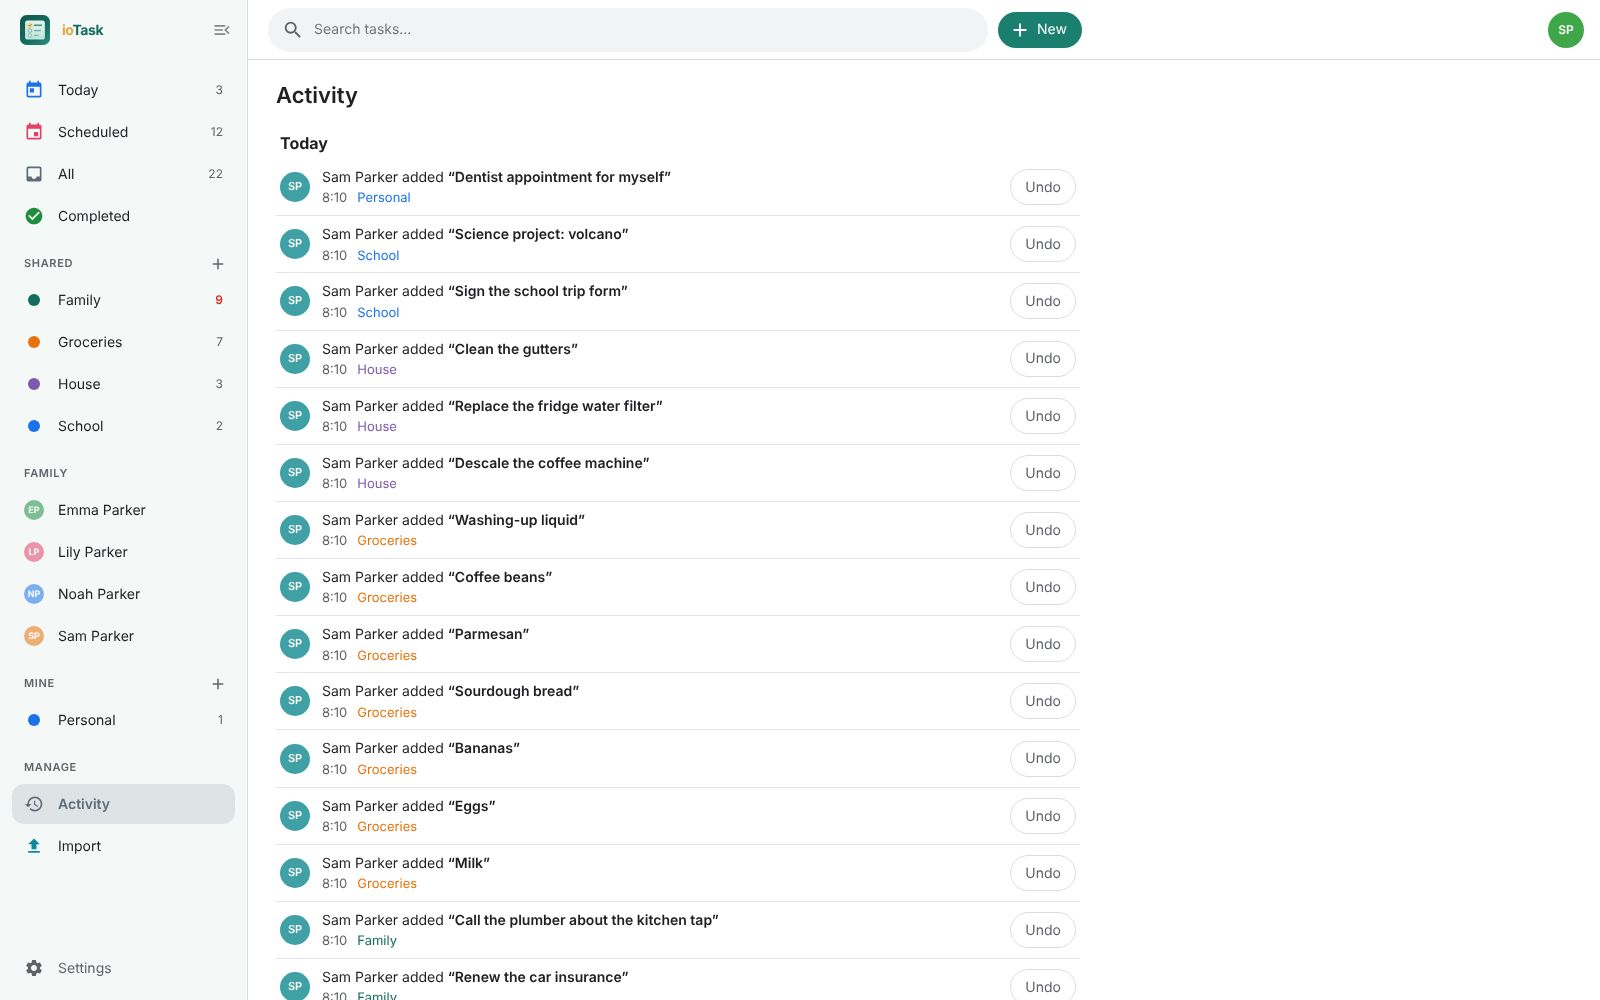 ioTask
Search tasks...
New
SP
Today 3
Scheduled 12
All 22
Completed
SHARED
Family 9
Groceries 7
House 3
School 2
FAMILY
EP Emma Parker
LP Lily Parker
NP Noah Parker
SP Sam Parker
MINE
Personal 1
MANAGE
Activity
Import
Settings
Activity
Today
SP Sam Parker added “Dentist appointment for myself” Undo
8:10 Personal
SP Sam Parker added “Science project: volcano” Undo
8:10 School
SP Sam Parker added “Sign the school trip form” Undo
8:10 School
SP Sam Parker added “Clean the gutters” Undo
8:10 House
SP Sam Parker added “Replace the fridge water filter” Undo
8:10 House
SP Sam Parker added “Descale the coffee machine” Undo
8:10 House
SP Sam Parker added “Washing-up liquid” Undo
8:10 Groceries
SP Sam Parker added “Coffee beans” Undo
8:10 Groceries
SP Sam Parker added “Parmesan” Undo
8:10 Groceries
SP Sam Parker added “Sourdough bread” Undo
8:10 Groceries
SP Sam Parker added “Bananas” Undo
8:10 Groceries
SP Sam Parker added “Eggs” Undo
8:10 Groceries
SP Sam Parker added “Milk” Undo
8:10 Groceries
SP Sam Parker added “Call the plumber about the kitchen tap” Undo
8:10 Family
SP Sam Parker added “Renew the car insurance” Undo
8:10 Family